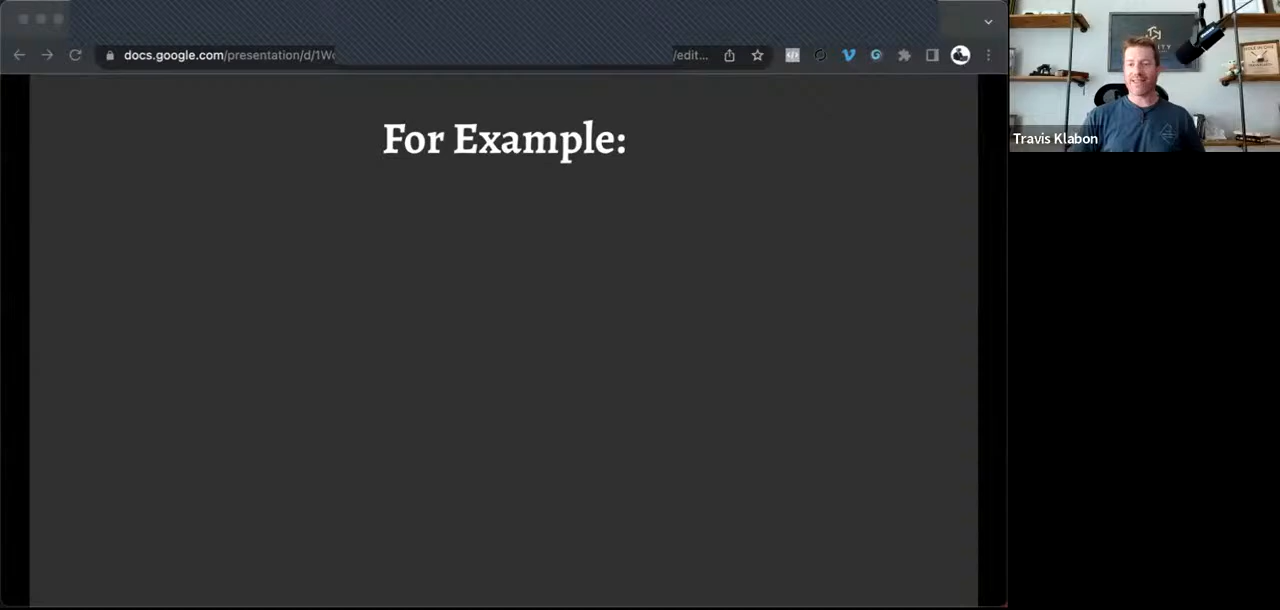 docs.google.com/presentation/d/1W
/edit...
For Example:
Travis Klabon